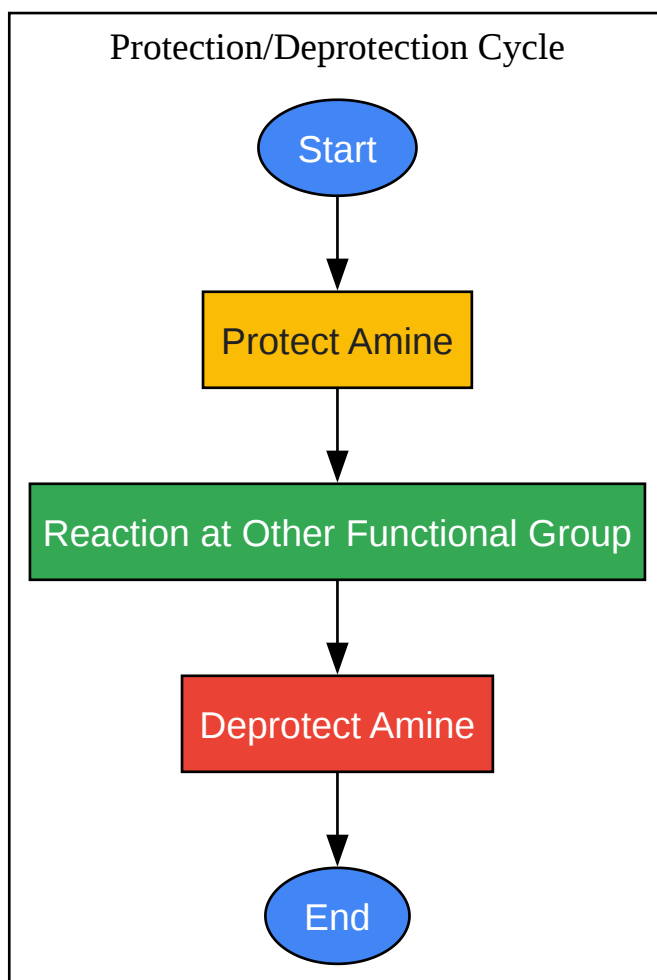 Protection/Deprotection Cycle
Start
Protect Amine
Reaction at Other Functional Group
Deprotect Amine
End